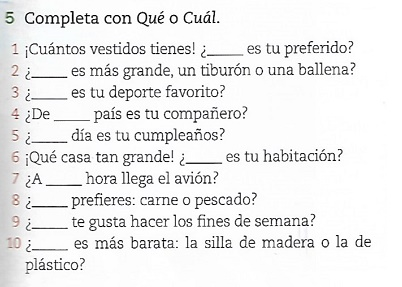 5 Completa con Qué o Cuál.
1 ¡Cuántos vestidos tienes! ¿_____ es tu preferido?
2 ¿_____ es más grande, un tiburón o una ballena?
3 ¿_____ es tu deporte favorito?
4 ¿De _____ país es tu compañero?
5 ¿_____ día es tu cumpleaños?
6 ¡Qué casa tan grande! ¿_____ es tu habitación?
7 ¿A _____ hora llega el avión?
8 ¿_____ prefieres: carne o pescado?
9 ¿_____ te gusta hacer los fines de semana?
10 ¿_____ es más barata: la silla de madera o la de
plástico?